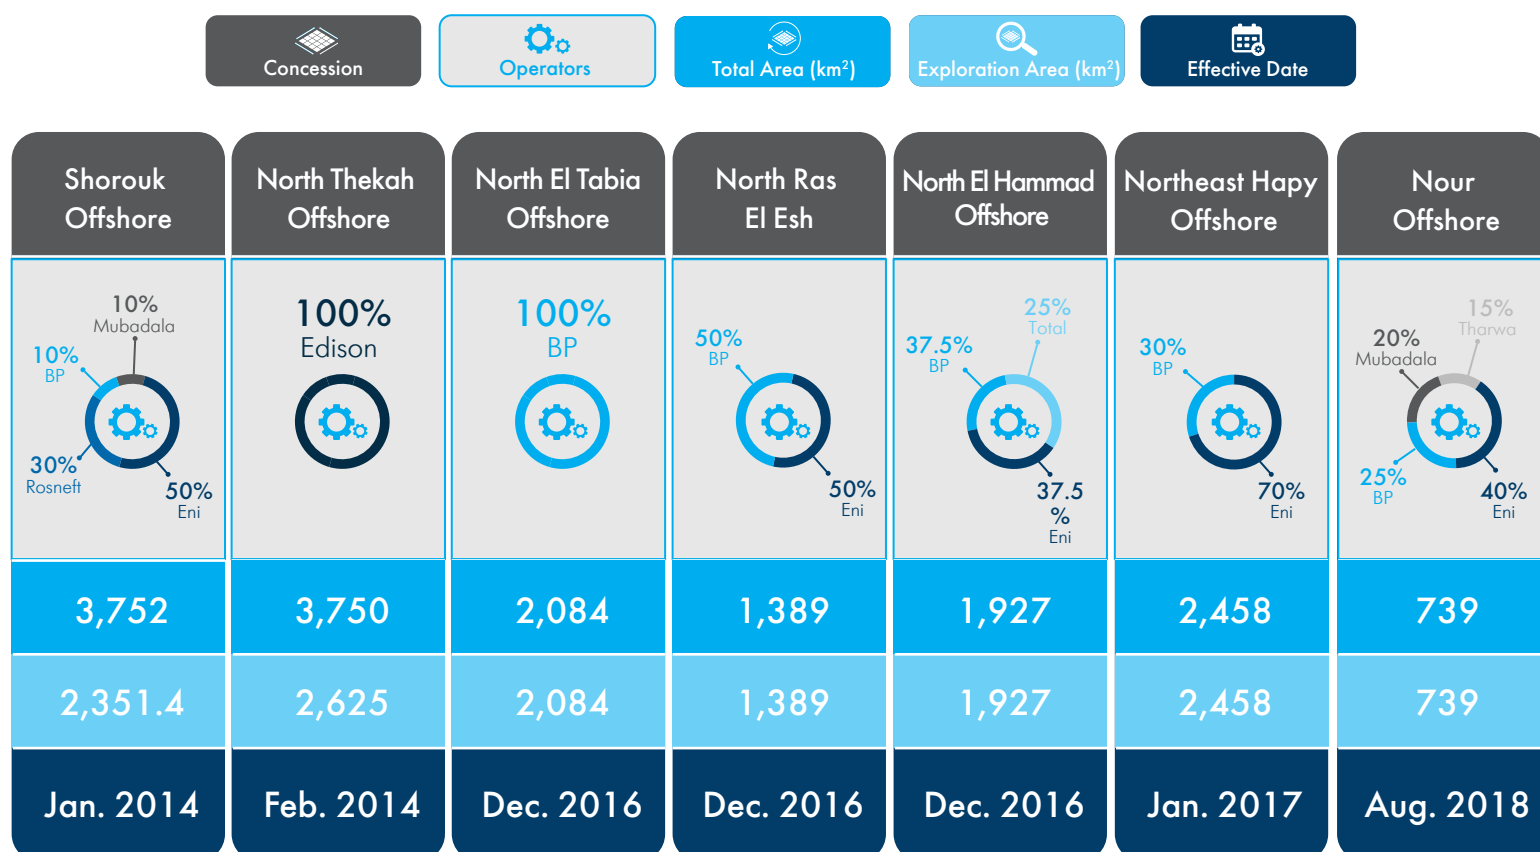 Concession
Operators
Total Area (km²)
Exploration Area (km²)
Effective Date
Shorouk
Offshore
10%
Mubadala
10%
BP
30%
Rosneft
50%
Eni
3,752
2,351.4
Jan. 2014
North Thekah
Offshore
100%
Edison
3,750
2,625
Feb. 2014
North El Tabia
Offshore
100%
BP
2,084
2,084
Dec. 2016
North Ras
El Esh
50%
BP
50%
Eni
1,389
1,389
Dec. 2016
North El Hammad
Offshore
25%
Total
37.5%
BP
37.5
%
Eni
1,927
1,927
Dec. 2016
Northeast Hapy
Offshore
30%
BP
70%
Eni
2,458
2,458
Jan. 2017
Nour
Offshore
15%
Tharwa
20%
Mubadala
25%
BP
40%
Eni
739
739
Aug. 2018